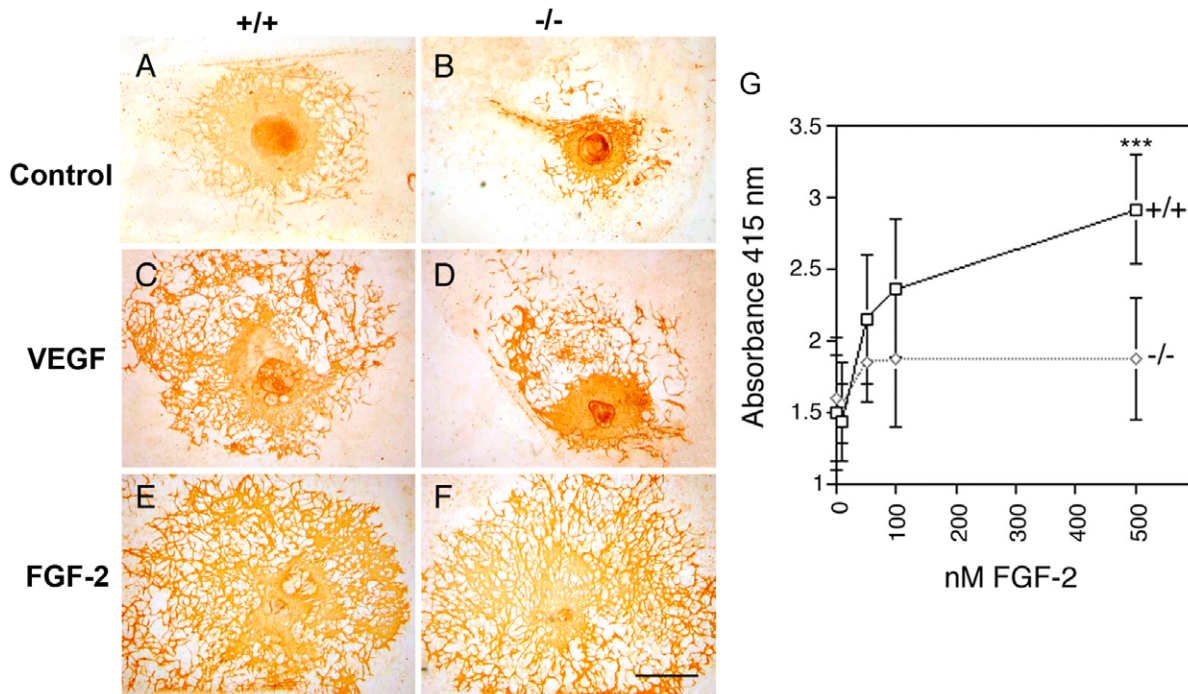 +/+ -/-
A B
Control
C D
VEGF
E F
FGF-2
G
Absorbance 415 nm
3.5
3
2.5
2
1.5
1
***
+/+
-/-
0 100 200 300 400 500
nM FGF-2